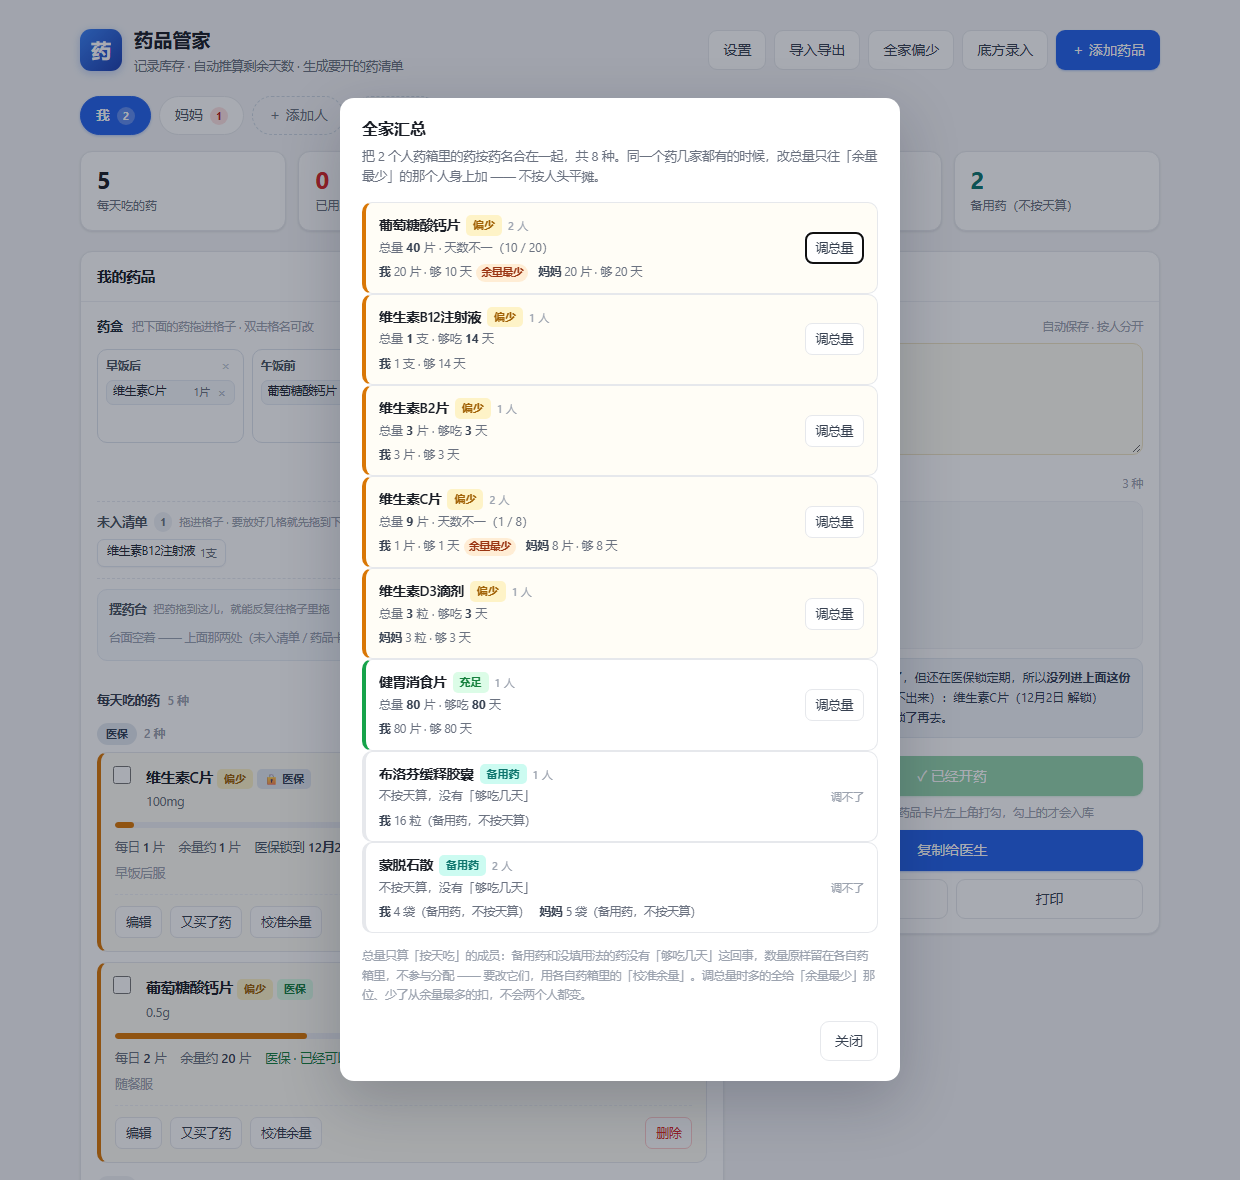 药
药品管家
记录库存 · 自动推算剩余天数 · 生成要开的药清单
设置
导入导出
全家偏少
底方录入
+ 添加药品
我 2
妈妈 1
+ 添加人
5
每天吃的药
0
已用
2
备用药（不按天算）
我的药品
药盒 把下面的药拖进格子 · 双击格名可改
早饭后 ×
维生素C片 1片 ×
午饭前
葡萄糖酸钙片
未入清单 1 拖进格子 · 要放好几格就先拖到下
维生素B12注射液 1支
摆药台 把药拖到这儿，就能反复往格子里拖
台面空着 —— 上面那两处（未入清单 / 药品卡
每天吃的药 5 种
医保 2 种
维生素C片 偏少 🔒 医保
100mg
每日 1 片 余量约 1 片 医保锁到 12月2
早饭后服
编辑
又买了药
校准余量
葡萄糖酸钙片 偏少 医保
0.5g
每日 2 片 余量约 20 片 医保 · 已经可
随餐服
编辑
又买了药
校准余量
删除
全家汇总
把 2 个人药箱里的药按药名合在一起，共 8 种。同一个药几家都有的时候，改总量只往「余量
最少」的那个人身上加 —— 不按人头平摊。
葡萄糖酸钙片 偏少 2 人
总量 40 片 · 天数不一（10 / 20）
我 20 片 · 够 10 天 余量最少 妈妈 20 片 · 够 20 天
调总量
维生素B12注射液 偏少 1 人
总量 1 支 · 够吃 14 天
我 1 支 · 够 14 天
调总量
维生素B2片 偏少 1 人
总量 3 片 · 够吃 3 天
我 3 片 · 够 3 天
调总量
维生素C片 偏少 2 人
总量 9 片 · 天数不一（1 / 8）
我 1 片 · 够 1 天 余量最少 妈妈 8 片 · 够 8 天
调总量
维生素D3滴剂 偏少 1 人
总量 3 粒 · 够吃 3 天
妈妈 3 粒 · 够 3 天
调总量
健胃消食片 充足 1 人
总量 80 片 · 够吃 80 天
我 80 片 · 够 80 天
调总量
布洛芬缓释胶囊 备用药 1 人
不按天算，没有「够吃几天」
我 16 粒（备用药，不按天算）
调不了
蒙脱石散 备用药 2 人
不按天算，没有「够吃几天」
我 4 袋（备用药，不按天算） 妈妈 5 袋（备用药，不按天算）
调不了
总量只算「按天吃」的成员：备用药和没填用法的药没有「够吃几天」这回事，数量原样留在各自药
箱里，不参与分配 —— 要改它们，用各自药箱里的「校准余量」。调总量时多的全给「余量最少」那
位、少了从余量最多的扣，不会两个人都变。
关闭
自动保存 · 按人分开
3 种
，但还在医保锁定期，所以没列进上面这份
不出来）：维生素C片（12月2日 解锁）
锁了再去。
✓ 已经开药
药品卡片左上角打勾，勾上的才会入库
复制给医生
打印